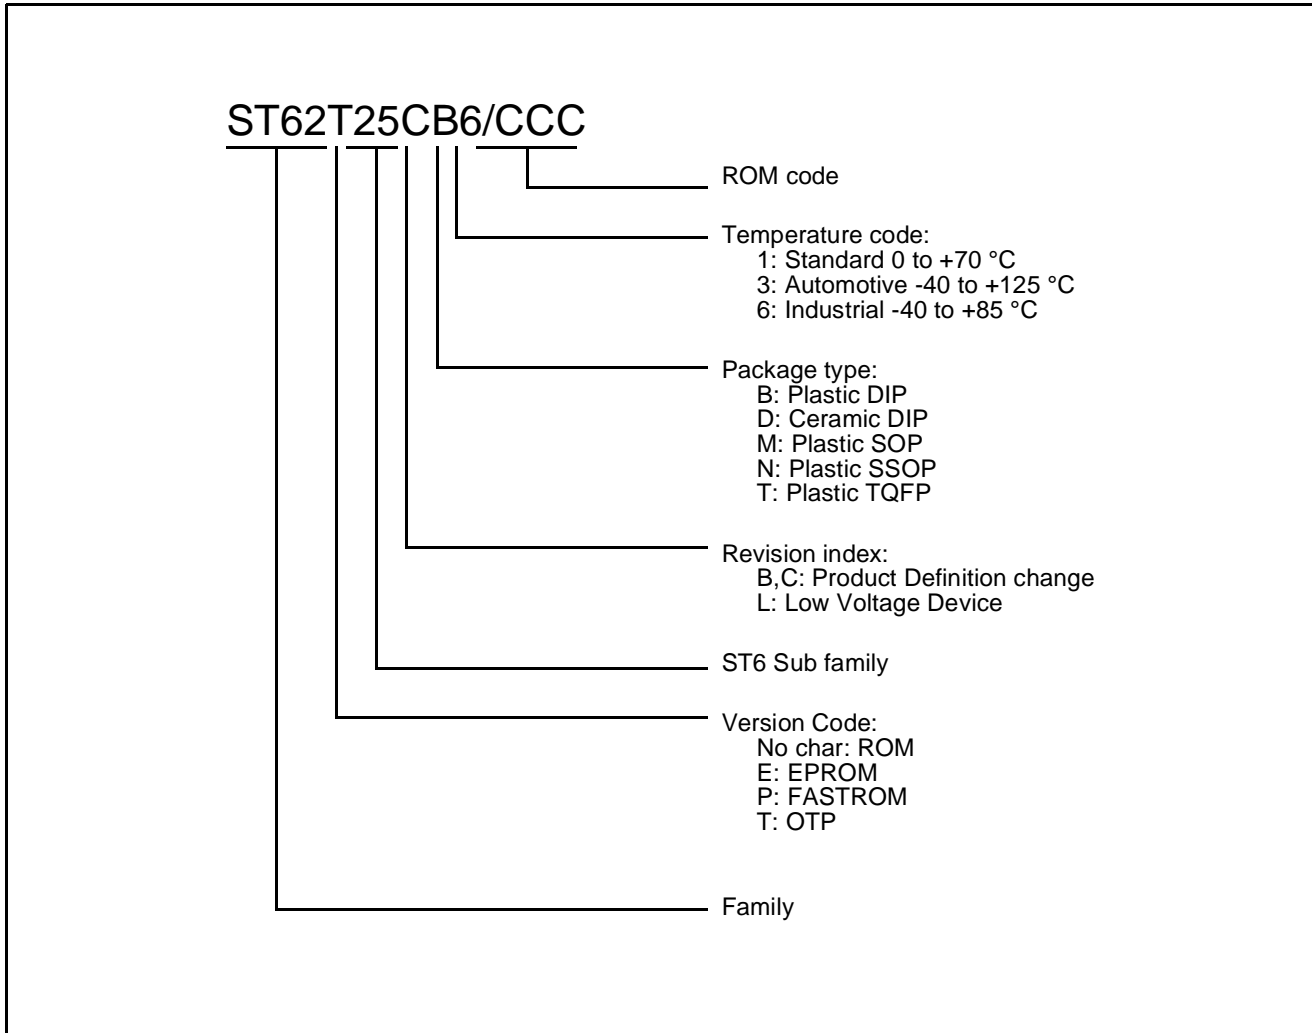 ST62T25CB6/CCC
ROM code
Temperature code:
1: Standard 0 to +70 °C
3: Automotive -40 to +125 °C
6: Industrial -40 to +85 °C
Package type:
B: Plastic DIP
D: Ceramic DIP
M: Plastic SOP
N: Plastic SSOP
T: Plastic TQFP
Revision index:
B,C: Product Definition change
L: Low Voltage Device
ST6 Sub family
Version Code:
No char: ROM
E: EPROM
P: FASTROM
T: OTP
Family